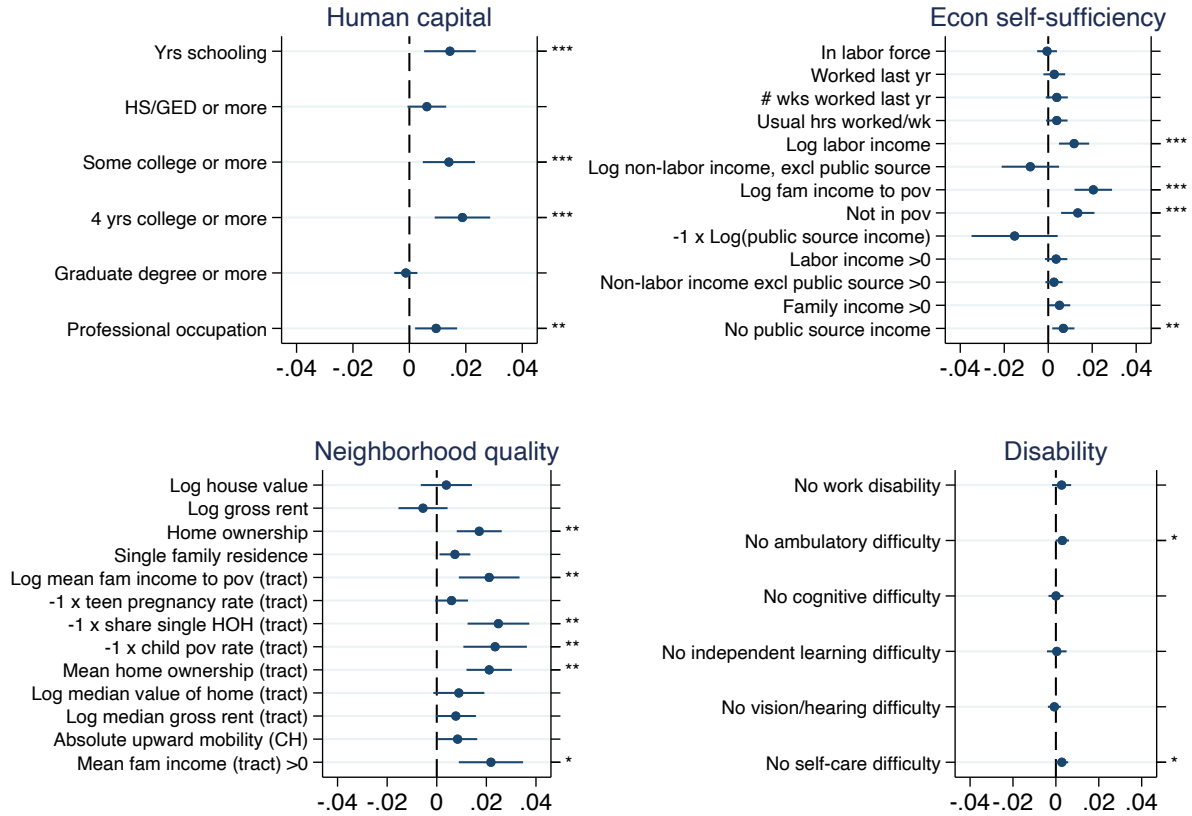 Human capital
Yrs schooling ***
HS/GED or more
Some college or more ***
4 yrs college or more ***
Graduate degree or more
Professional occupation **
-.04 -.02 0 .02 .04
Econ self-sufficiency
In labor force
Worked last yr
# wks worked last yr
Usual hrs worked/wk
Log labor income ***
Log non-labor income, excl public source
Log fam income to pov ***
Not in pov ***
-1 x Log(public source income)
Labor income >0
Non-labor income excl public source >0
Family income >0
No public source income **
-.04 -.02 0 .02 .04
Neighborhood quality
Log house value
Log gross rent
Home ownership **
Single family residence
Log mean fam income to pov (tract) **
-1 x teen pregnancy rate (tract)
-1 x share single HOH (tract) **
-1 x child pov rate (tract) **
Mean home ownership (tract) **
Log median value of home (tract)
Log median gross rent (tract)
Absolute upward mobility (CH)
Mean fam income (tract) >0 *
-.04 -.02 0 .02 .04
Disability
No work disability
No ambulatory difficulty *
No cognitive difficulty
No independent learning difficulty
No vision/hearing difficulty
No self-care difficulty *
-.04 -.02 0 .02 .04